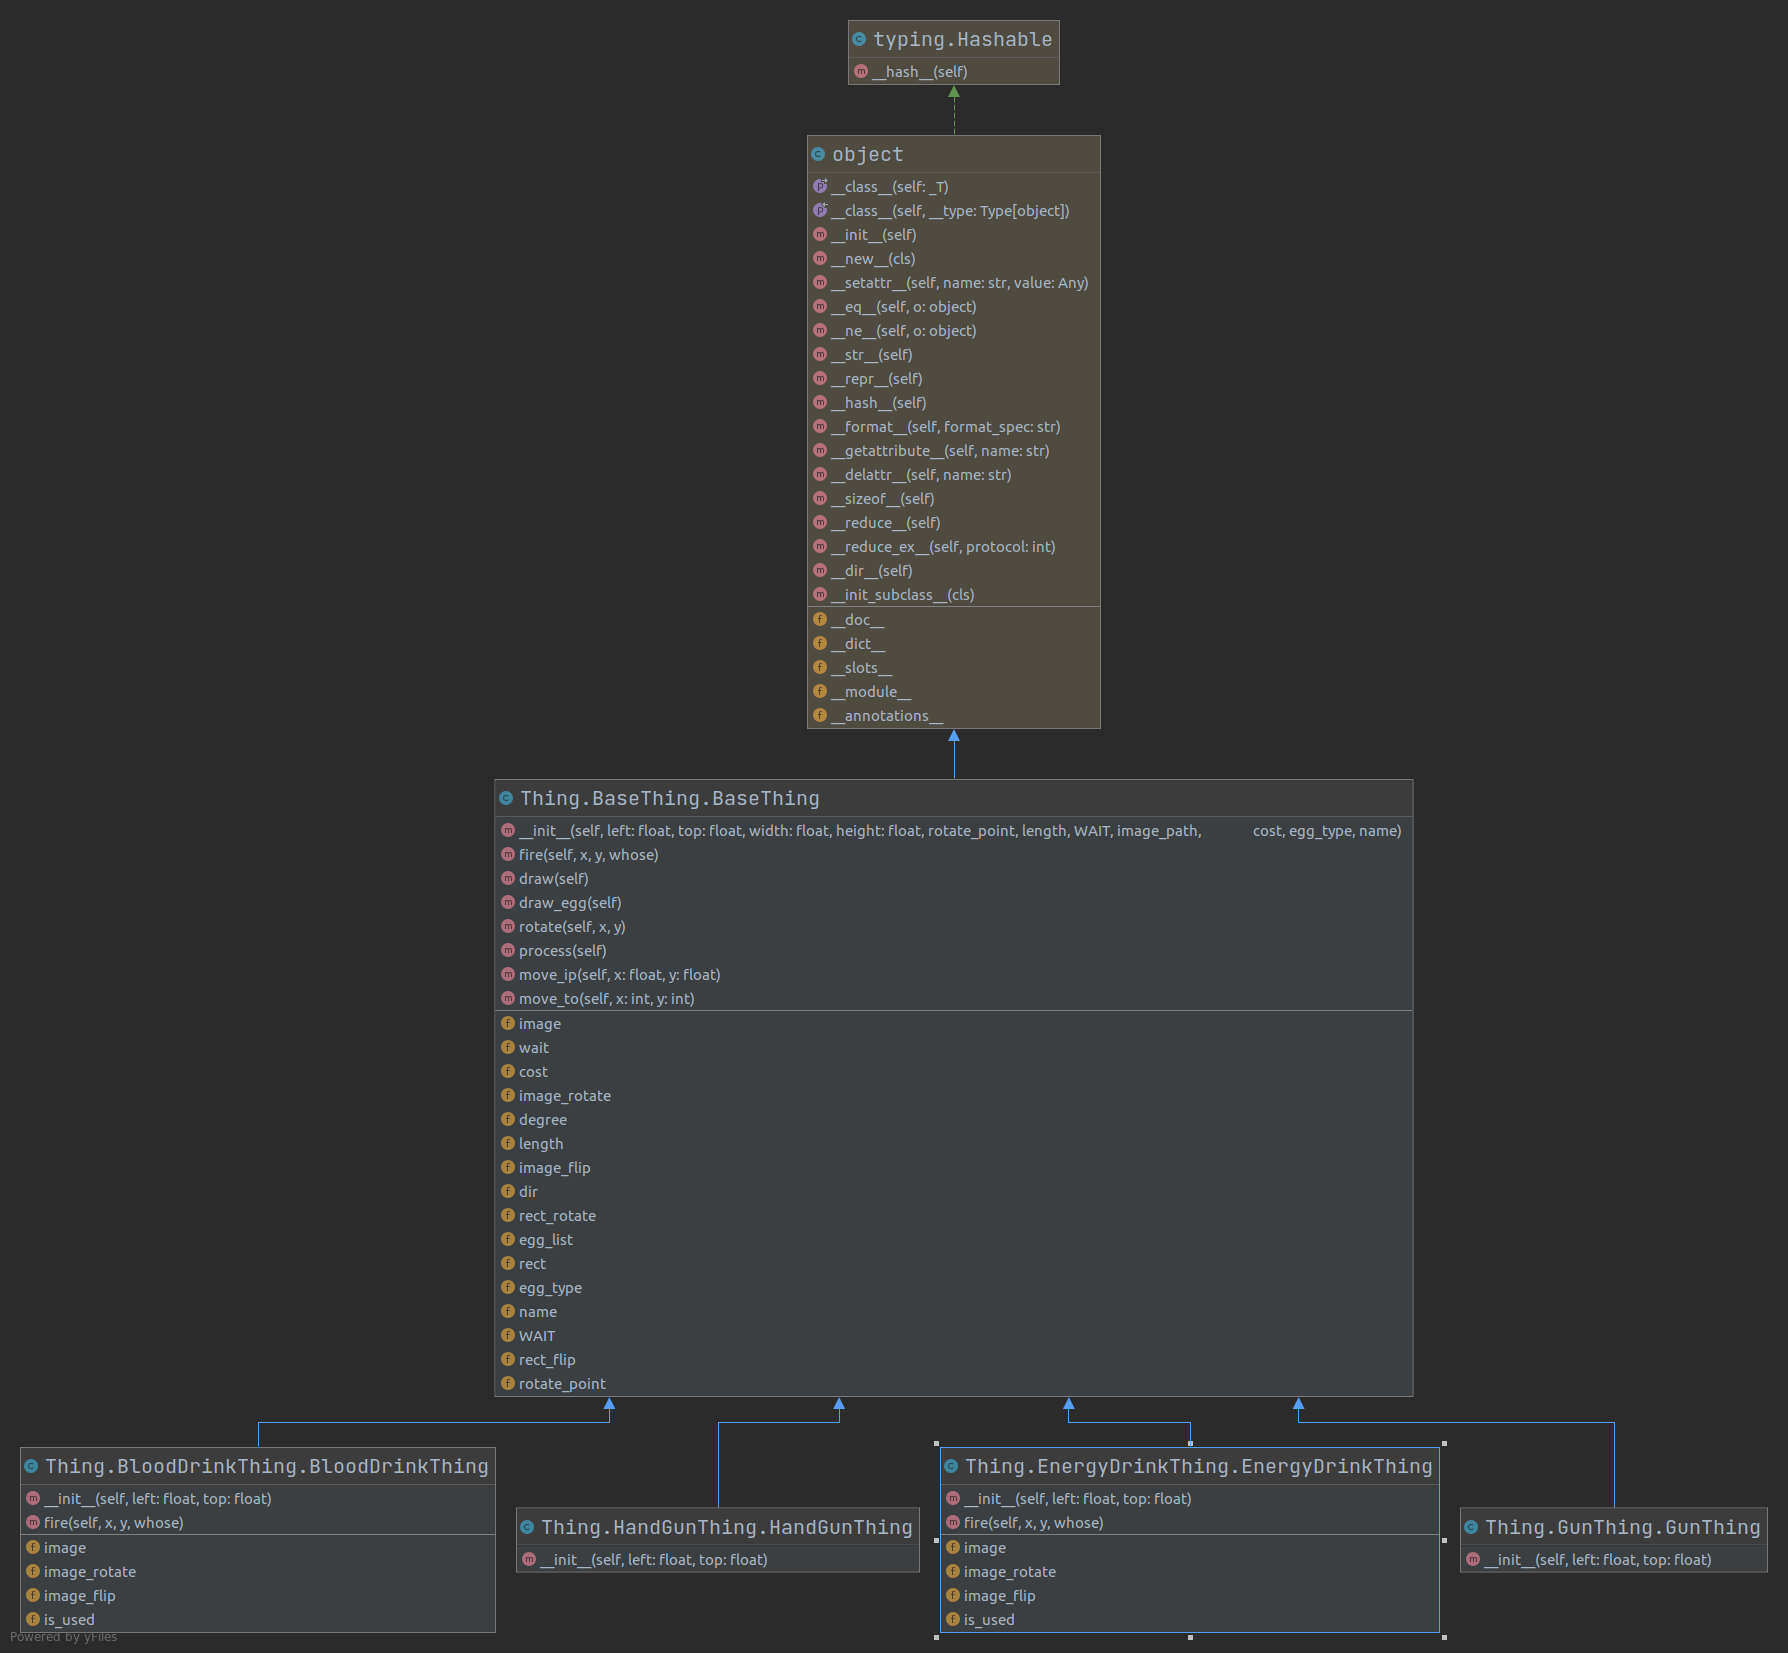 typing.Hashable
__hash__(self)
object
__class__(self: _T)
__class__(self, __type: Type[object])
__init__(self)
__new__(cls)
__setattr__(self, name: str, value: Any)
__eq__(self, o: object)
__ne__(self, o: object)
__str__(self)
__repr__(self)
__hash__(self)
__format__(self, format_spec: str)
__getattribute__(self, name: str)
__delattr__(self, name: str)
__sizeof__(self)
__reduce__(self)
__reduce_ex__(self, protocol: int)
__dir__(self)
__init_subclass__(cls)
__doc__
__dict__
__slots__
__module__
__annotations__
Thing.BaseThing.BaseThing
__init__(self, left: float, top: float, width: float, height: float, rotate_point, length, WAIT, image_path, cost, egg_type, name)
fire(self, x, y, whose)
draw(self)
draw_egg(self)
rotate(self, x, y)
process(self)
move_ip(self, x: float, y: float)
move_to(self, x: int, y: int)
image
wait
cost
image_rotate
degree
length
image_flip
dir
rect_rotate
egg_list
rect
egg_type
name
WAIT
rect_flip
rotate_point
Thing.BloodDrinkThing.BloodDrinkThing
__init__(self, left: float, top: float)
fire(self, x, y, whose)
image
image_rotate
image_flip
is_used
Thing.HandGunThing.HandGunThing
__init__(self, left: float, top: float)
Thing.EnergyDrinkThing.EnergyDrinkThing
__init__(self, left: float, top: float)
fire(self, x, y, whose)
image
image_rotate
image_flip
is_used
Thing.GunThing.GunThing
__init__(self, left: float, top: float)
Powered by yFiles